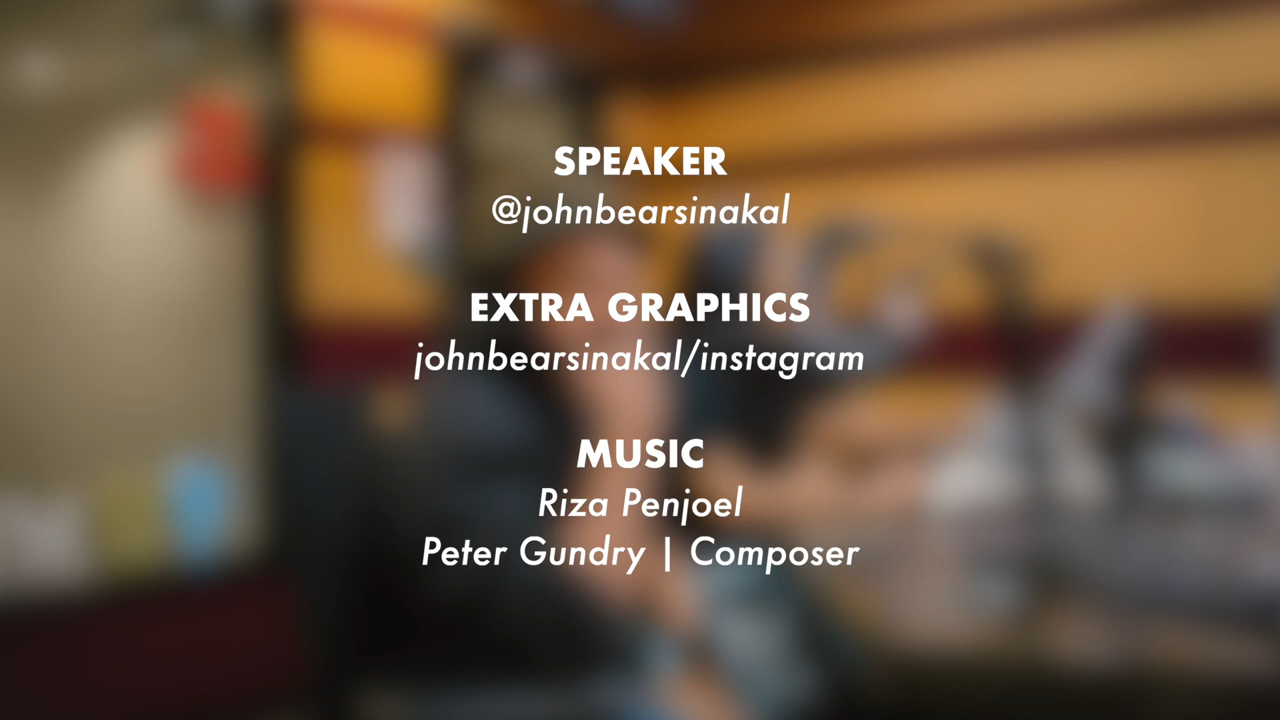 SPEAKER
@johnbearsinakal
EXTRA GRAPHICS
johnbearsinakal/instagram
MUSIC
Riza Penjoel
Peter Gundry | Composer